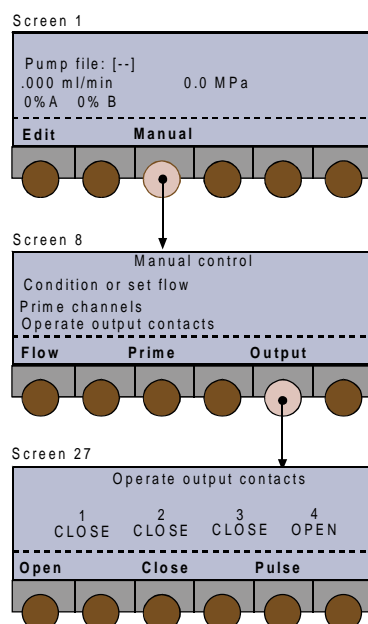 Screen 1
Pump file: [--]
.000 ml/min 0.0 MPa
0%A 0% B
Edit Manual
Screen 8
Manual control
Condition or set flow
Prime channels
Operate output contacts
Flow Prime Output
Screen 27
Operate output contacts
1 2 3 4
CLOSE CLOSE CLOSE OPEN
Open Close Pulse